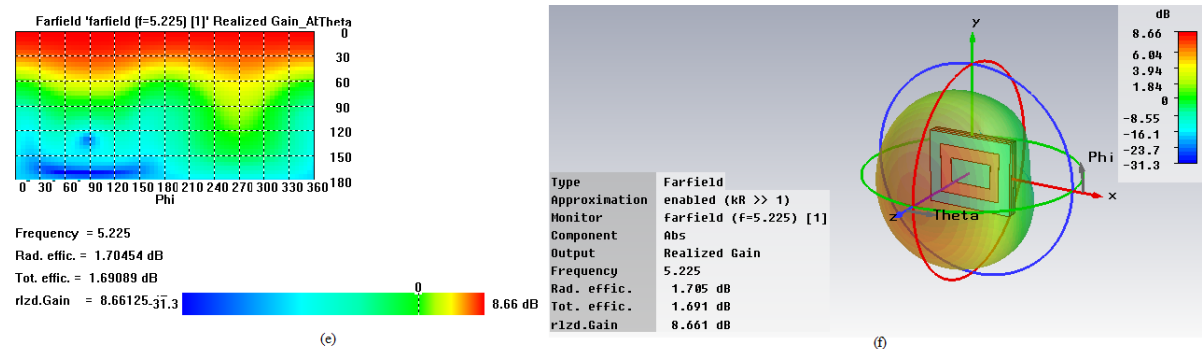 Farfield 'farfield (f=5.225) [1]' Realized Gain_AbTheta
0
30
60
90
120
150
180
0 30 60 90 120 150 180 210 240 270 300 330 360
Phi
Frequency = 5.225
Rad. effic. = 1.70454 dB
Tot. effic. = 1.69089 dB
rlzd.Gain = 8.66125
-31.3
0
8.66 dB
(e)
y
x
z
Theta
Phi
dB
8.66
6.04
3.94
1.84
0
-8.55
-16.1
-23.7
-31.3
Type Farfield
Approximation enabled (kR >> 1)
Monitor farfield (f=5.225) [1]
Component Abs
Output Realized Gain
Frequency 5.225
Rad. effic. 1.705 dB
Tot. effic. 1.691 dB
rlzd.Gain 8.661 dB
(f)